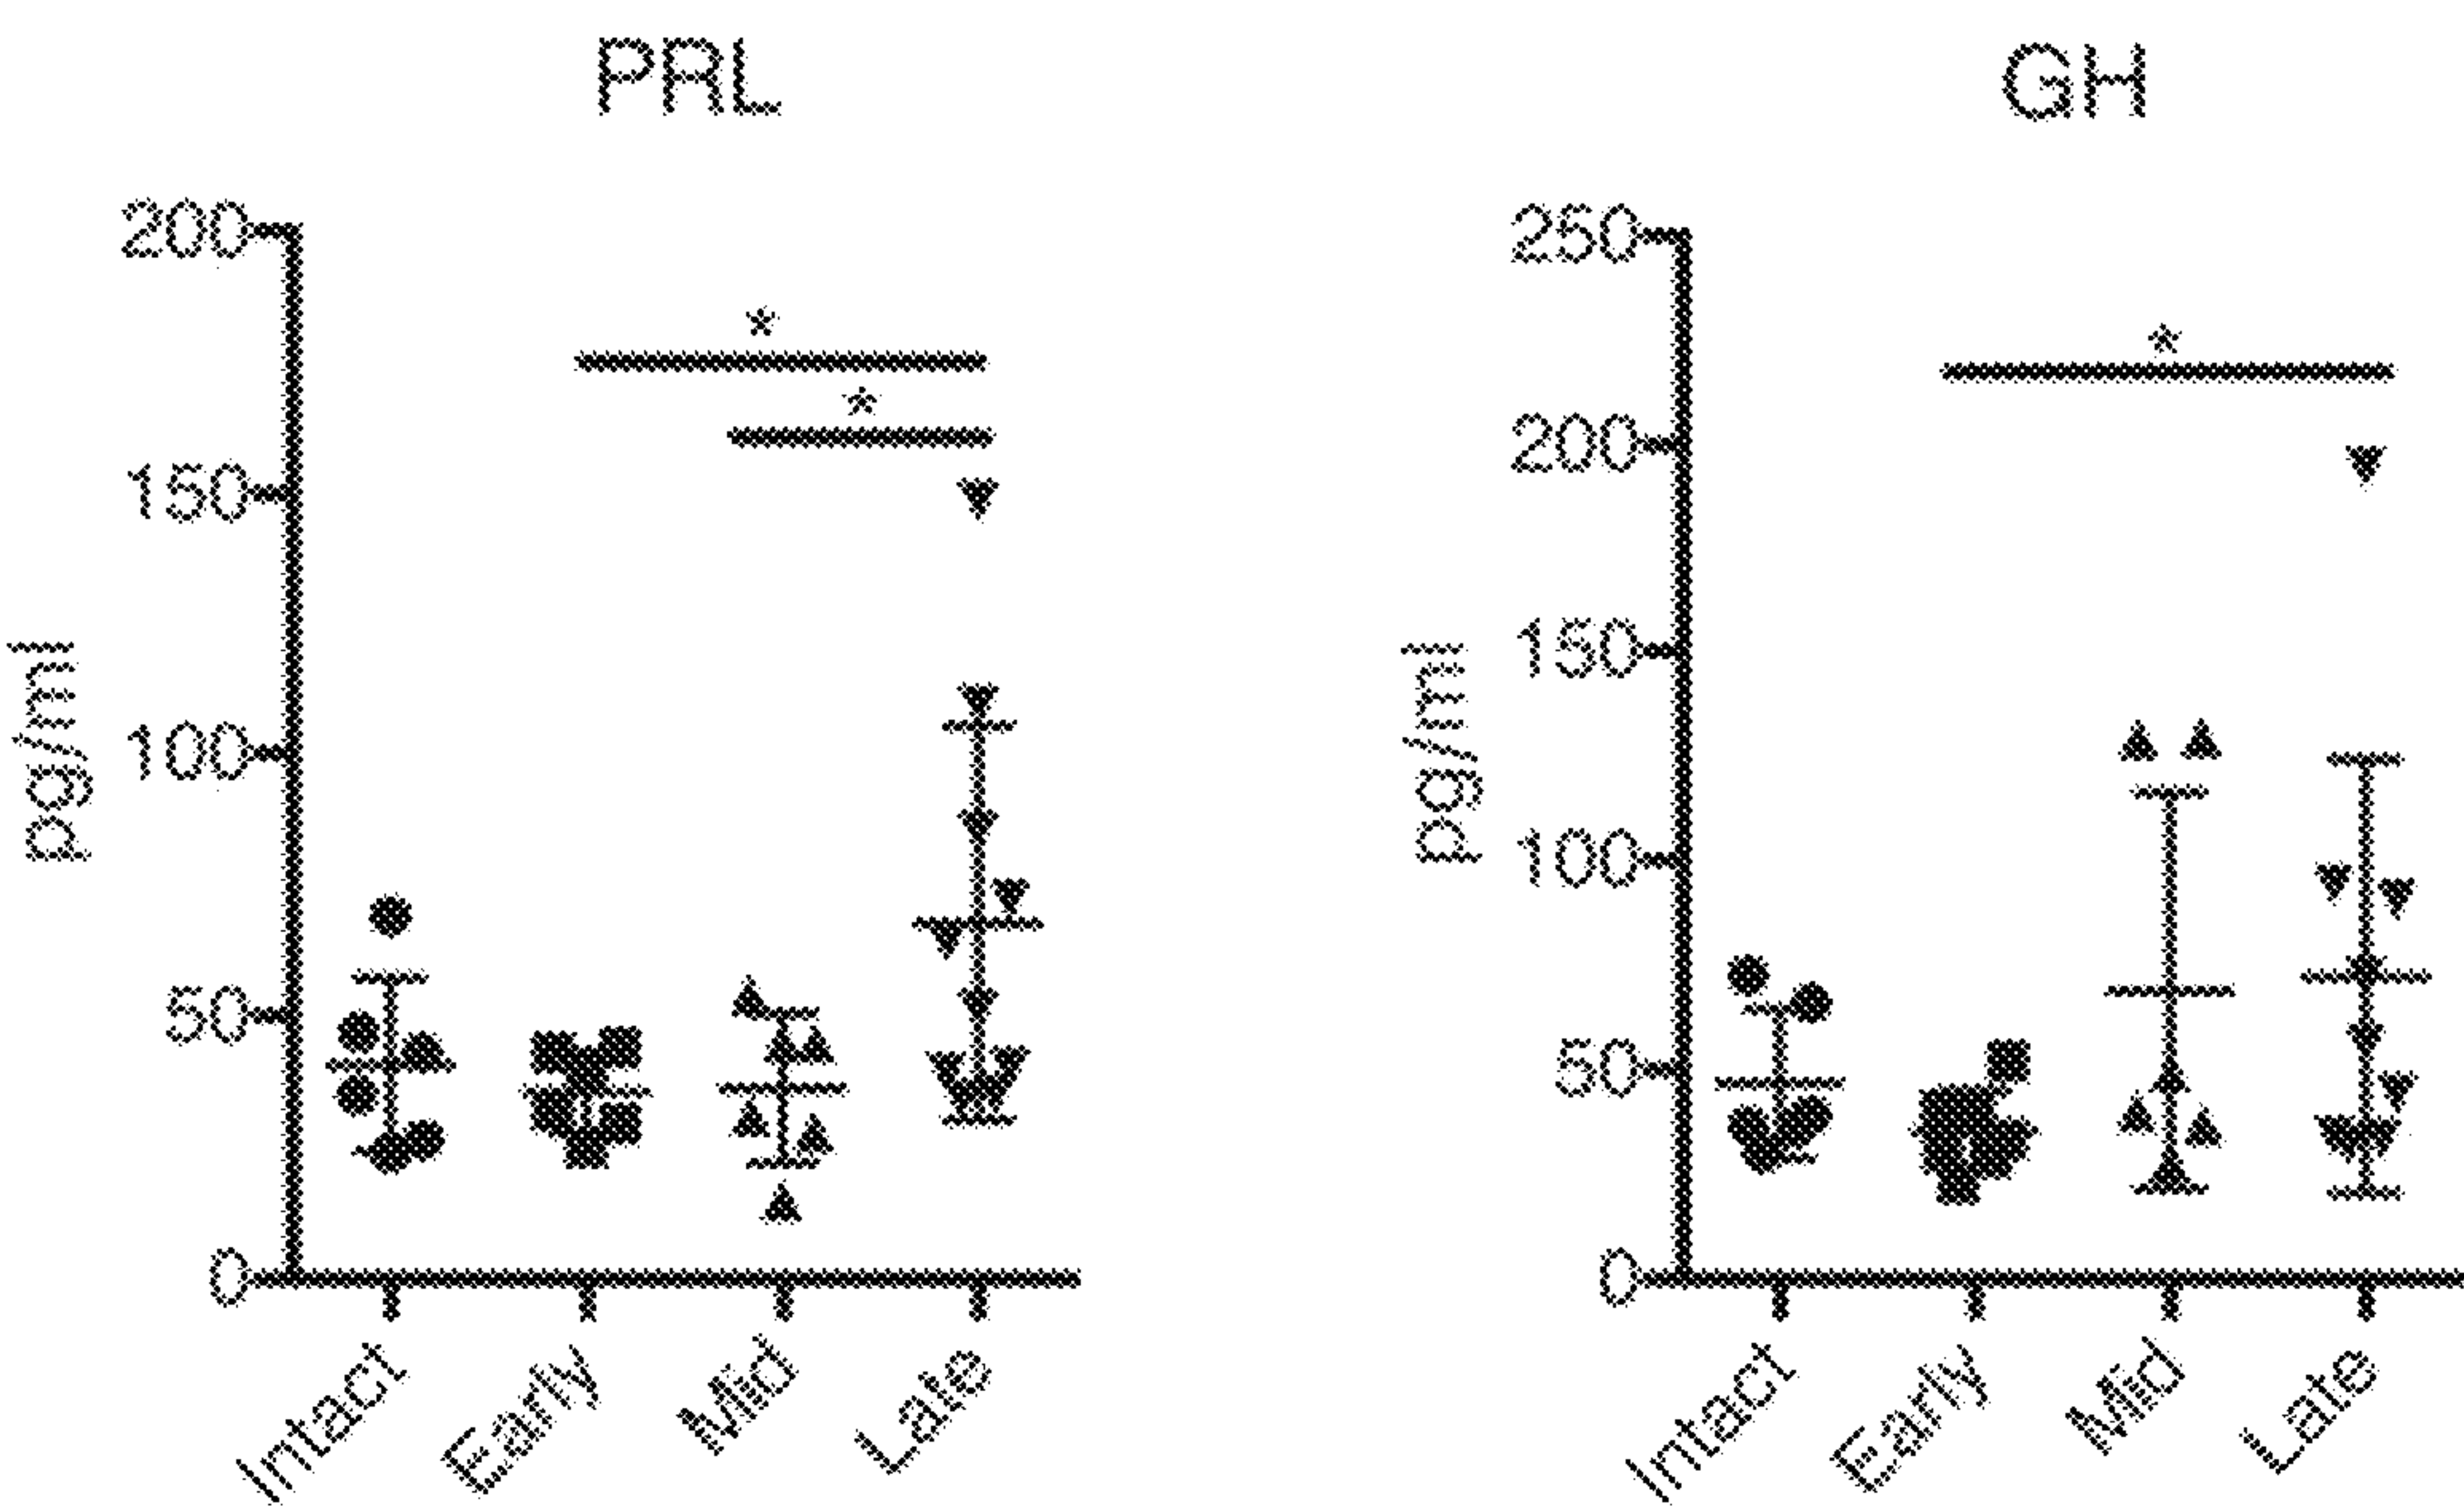 PRL
200
*
*
150
100
50
0
pg/ml
Intact
Early
Mid
Late
GH
250
*
200
150
100
50
0
pg/ml
Intact
Early
Mid
Late